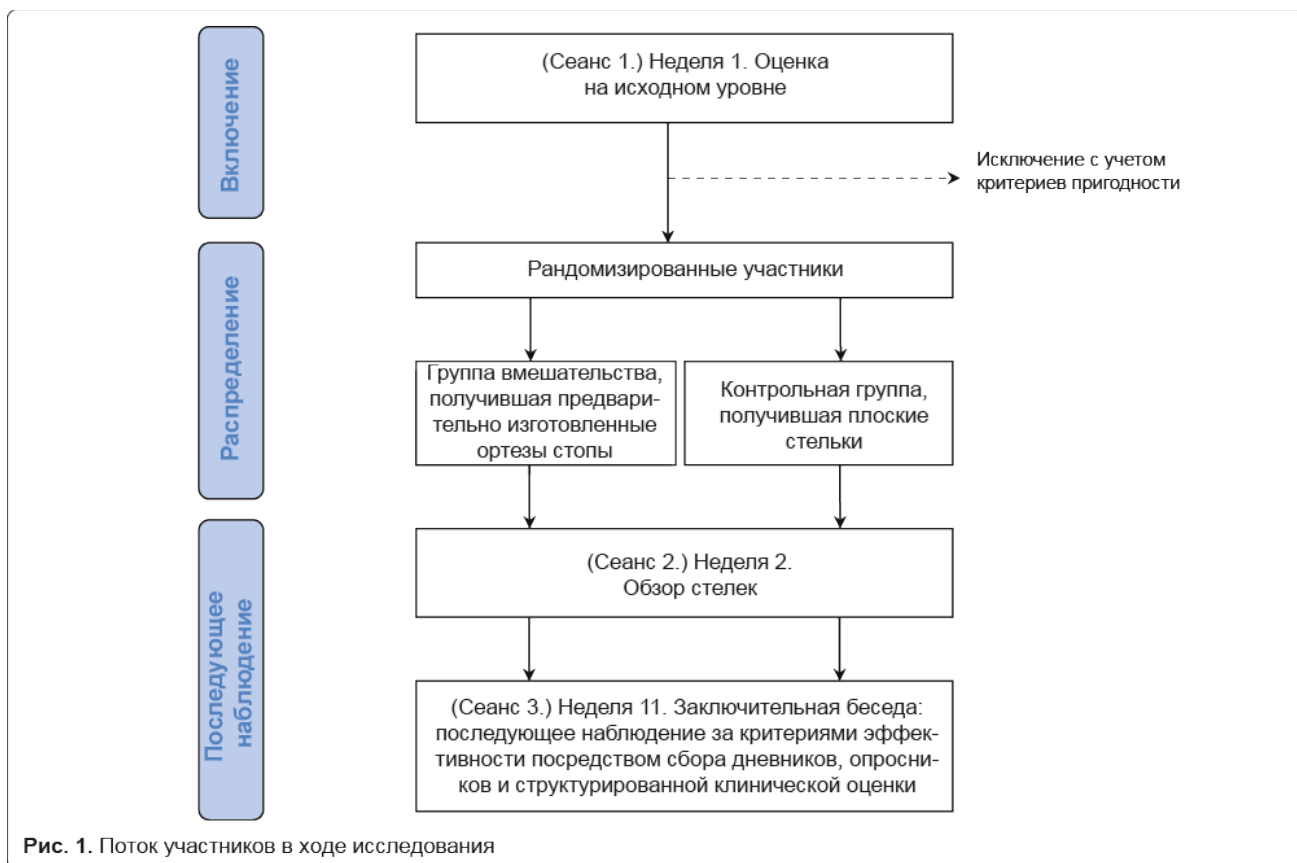 Включение
(Сеанс 1.) Неделя 1. Оценка
на исходном уровне
Исключение с учетом
критериев пригодности
Распределение
Рандомизированные участники
Группа вмешательства,
получившая предвари-
тельно изготовленные
ортезы стопы
Контрольная группа,
получившая плоские
стельки
Последующее
наблюдение
(Сеанс 2.) Неделя 2.
Обзор стелек
(Сеанс 3.) Неделя 11. Заключительная беседа:
последующее наблюдение за критериями эффек-
тивности посредством сбора дневников, опросни-
ков и структурированной клинической оценки
Рис. 1. Поток участников в ходе исследования